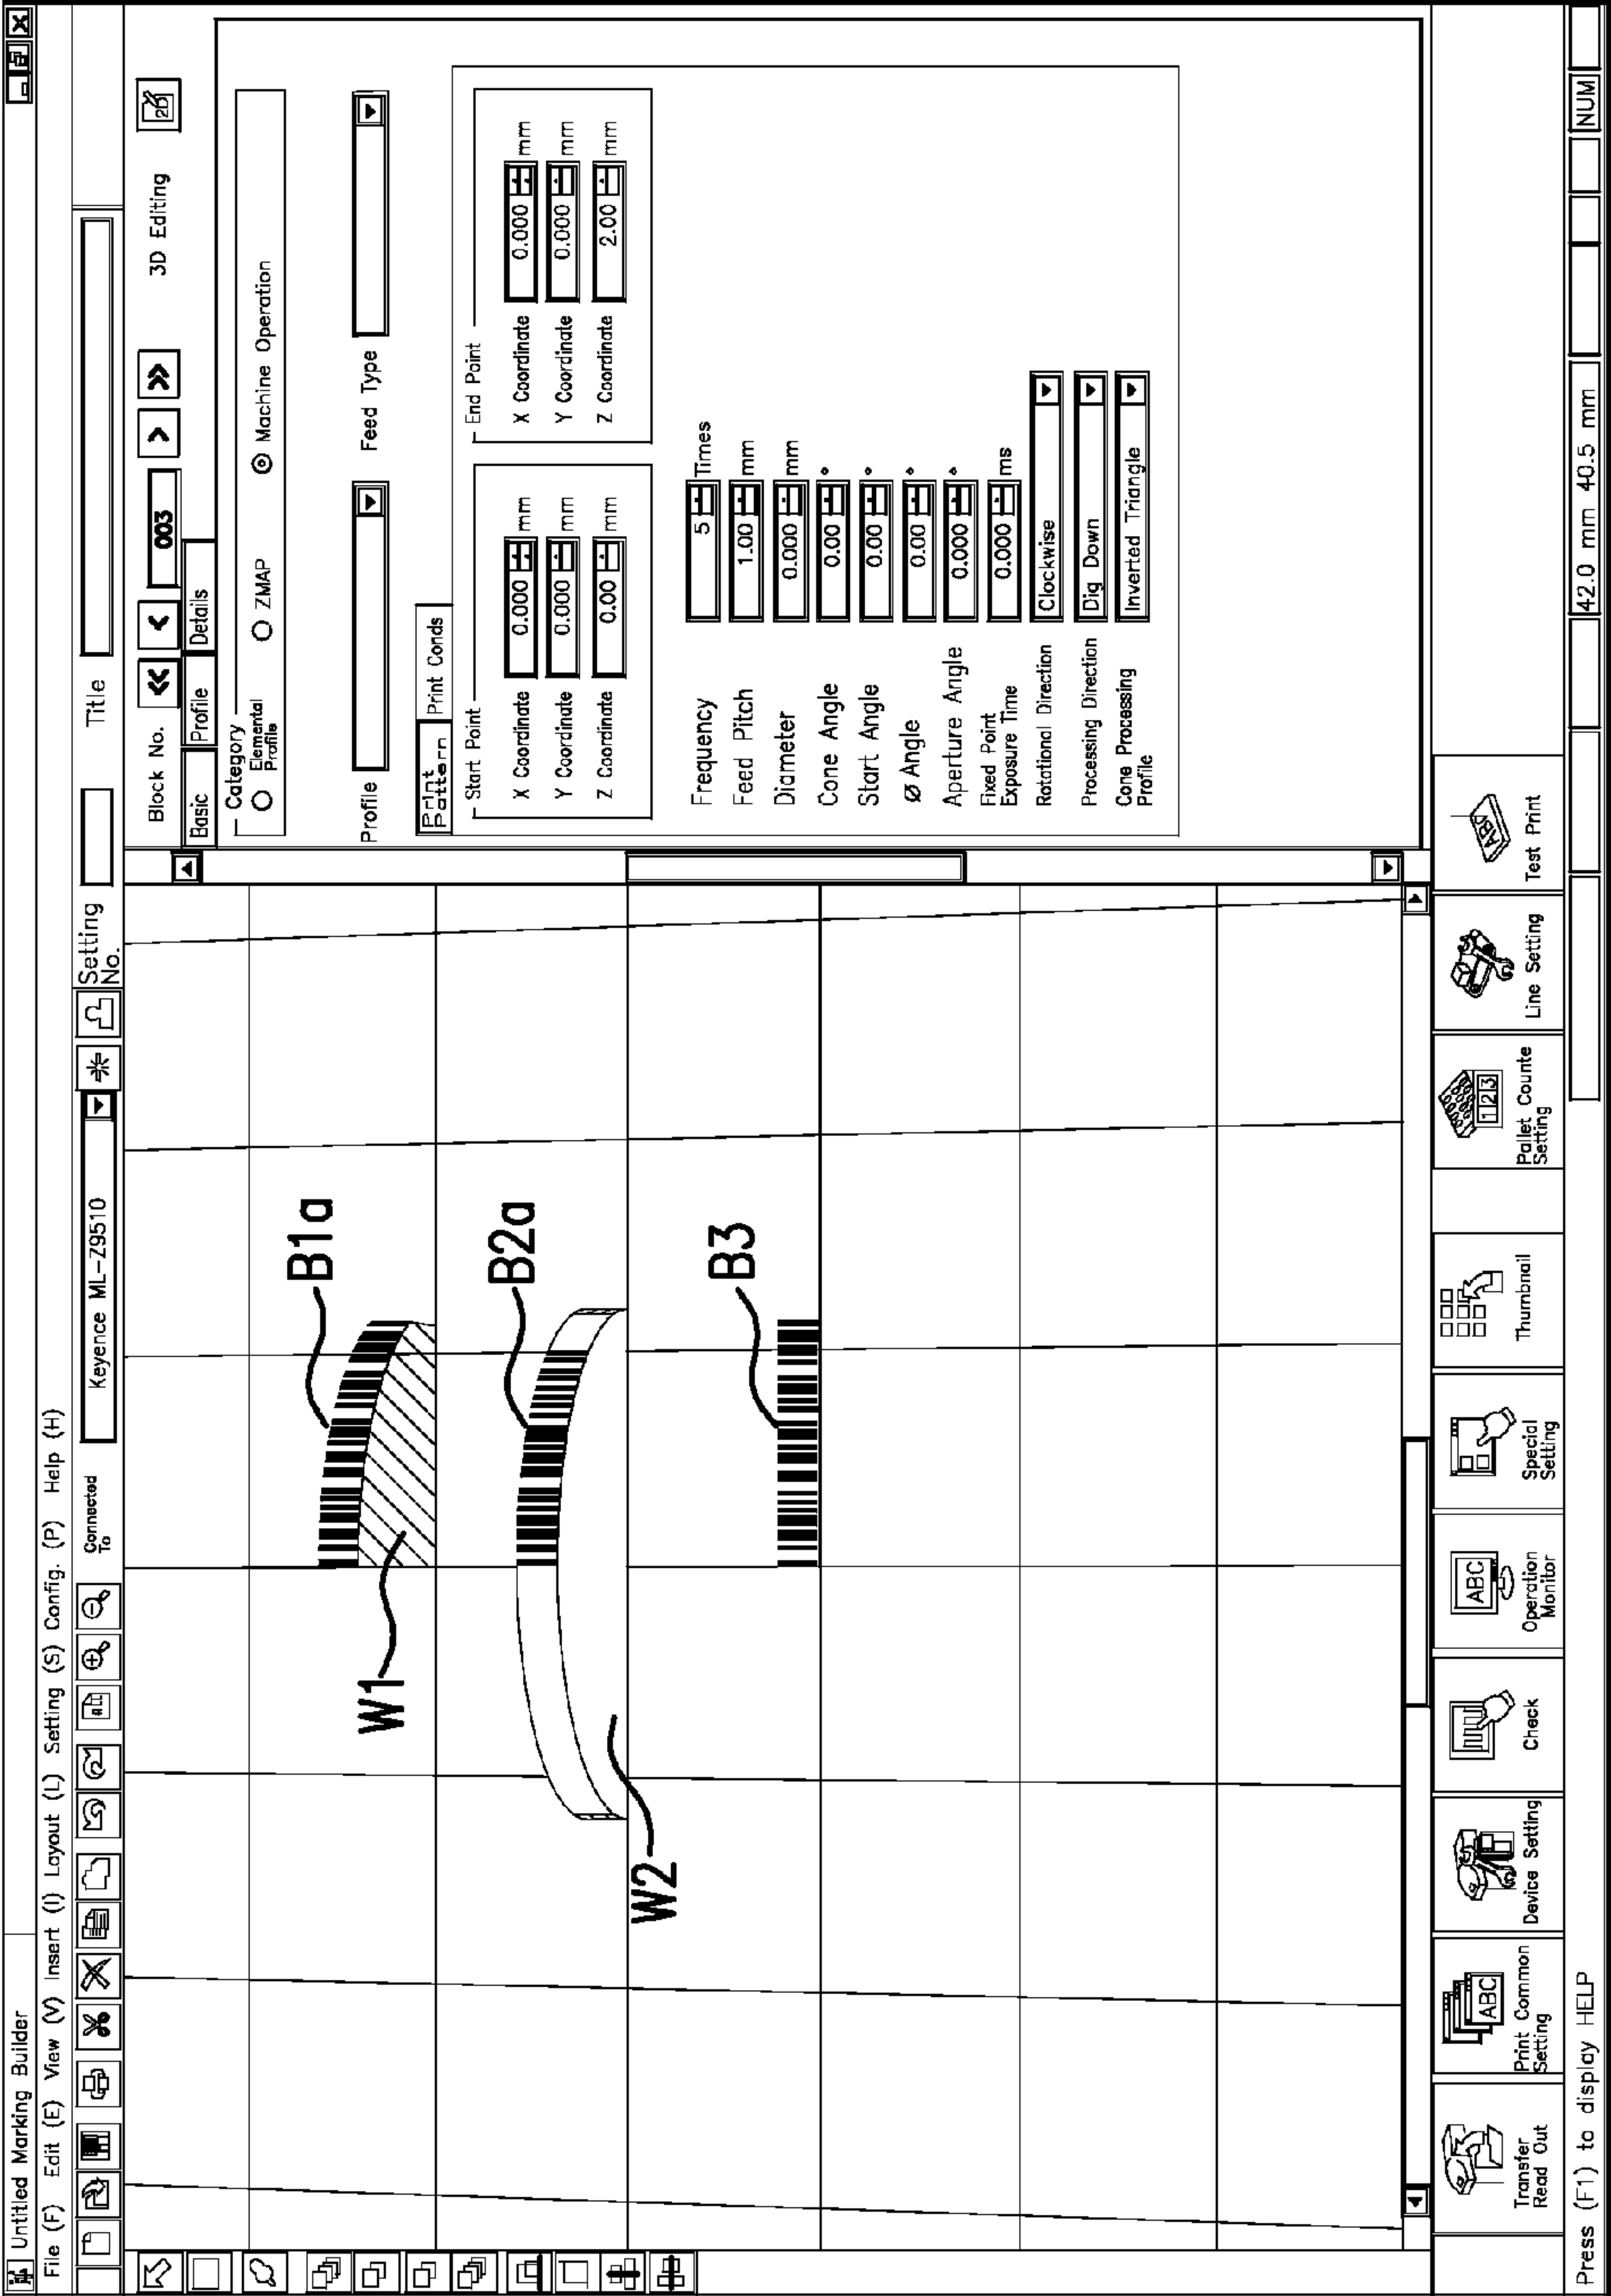 Untitled Marking Builder
File (F) Edit (E) View (V) Insert (I) Layout (L) Setting (S) Config. (P) Help (H)
ALL
Connected
To
Keyence ML-Z9510
Setting
No.
Title
Block No.
003
3D Editing
2D
Basic
Profile
Details
Category
Elemental
Profile
ZMAP
Machine Operation
Profile
Feed Type
Print
Pattern
Print Conds
Start Point
X Coordinate 0.000 mm
Y Coordinate 0.000 mm
Z Coordinate 0.00 mm
End Point
X Coordinate 0.000 mm
Y Coordinate 0.000 mm
Z Coordinate 2.00 mm
Frequency 5 Times
Feed Pitch 1.00 mm
Diameter 0.000 mm
Cone Angle 0.00 °
Start Angle 0.00 °
Ø Angle 0.00 °
Aperture Angle 0.000 °
Fixed Point
Exposure Time 0.000 ms
Rotational Direction Clockwise
Processing Direction Dig Down
Cone Processing
Profile Inverted Triangle
B1a
W1
B2a
W2
B3
Transfer
Read Out
ABC
Print Common
Setting
Device Setting
Check
ABC
Operation
Monitor
Special
Setting
Thumbnail
123
Pallet Counte
Setting
Line Setting
ABC
Test Print
Press (F1) to display HELP
42.0 mm 40.5 mm
NUM